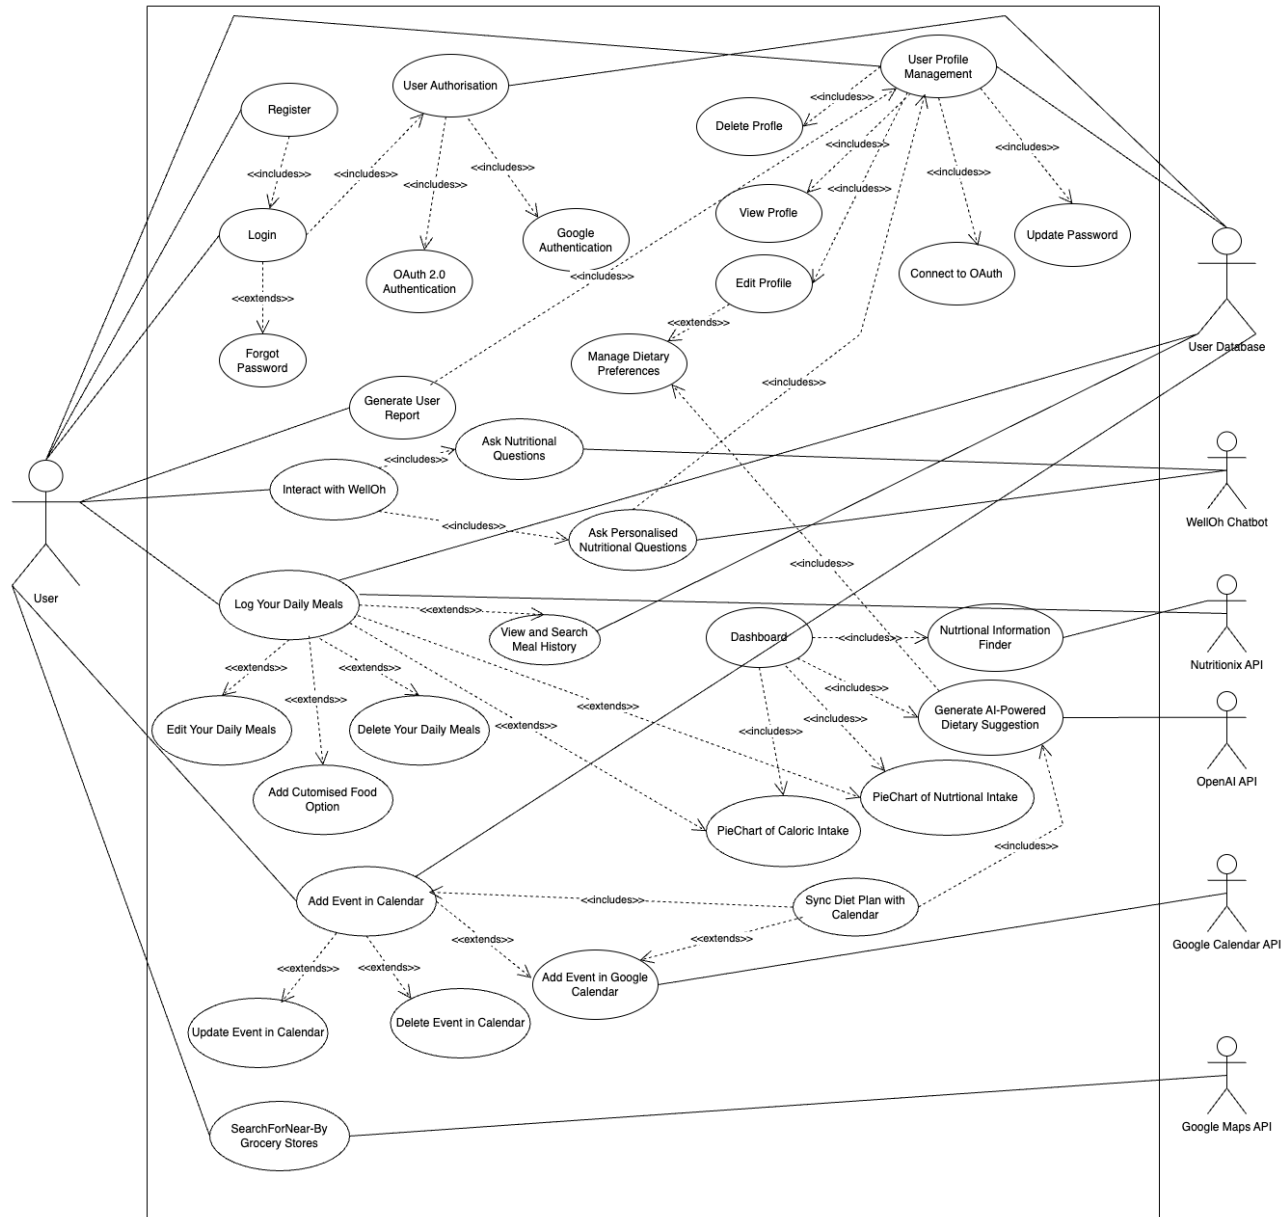 User Profile
Management
User Authorisation
Register
<<includes>>
Delete Profle
<<includes>>
<<includes>>
<<includes>>
<<includes>>
<<includes>>
<<includes>>
<<includes>>
<<includes>>
<<includes>>
View Profle
Login
Google
Authentication
Update Password
OAuth 2.0
Authentication
<<includes>>
Connect to OAuth
Edit Profile
<<extends>>
<<extends>>
User Database
Forgot
Password
Manage Dietary
Preferences
<<includes>>
Generate User
Report
Ask Nutritional
Questions
<<includes>>
Interact with WellOh
WellOh Chatbot
<<includes>>
Ask Personalised
Nutritional Questions
<<includes>>
User
Log Your Daily Meals
<<extends>>
View and Search
Meal History
Dashboard
<<includes>>
Nutrtional Information
Finder
Nutritionix API
<<extends>>
<<extends>>
<<includes>>
<<extends>>
<<extends>>
<<includes>>
Generate AI-Powered
Dietary Suggestion
Edit Your Daily Meals
Delete Your Daily Meals
<<extends>>
<<includes>>
OpenAI API
Add Cutomised Food
Option
PieChart of Nutrtional Intake
PieChart of Caloric Intake
<<includes>>
Add Event in Calendar
<<includes>>
Sync Diet Plan with
Calendar
<<extends>>
<<extends>>
Google Calendar API
<<extends>>
<<extends>>
Add Event in Google
Calendar
Update Event in Calendar
Delete Event in Calendar
SearchForNear-By
Grocery Stores
Google Maps API